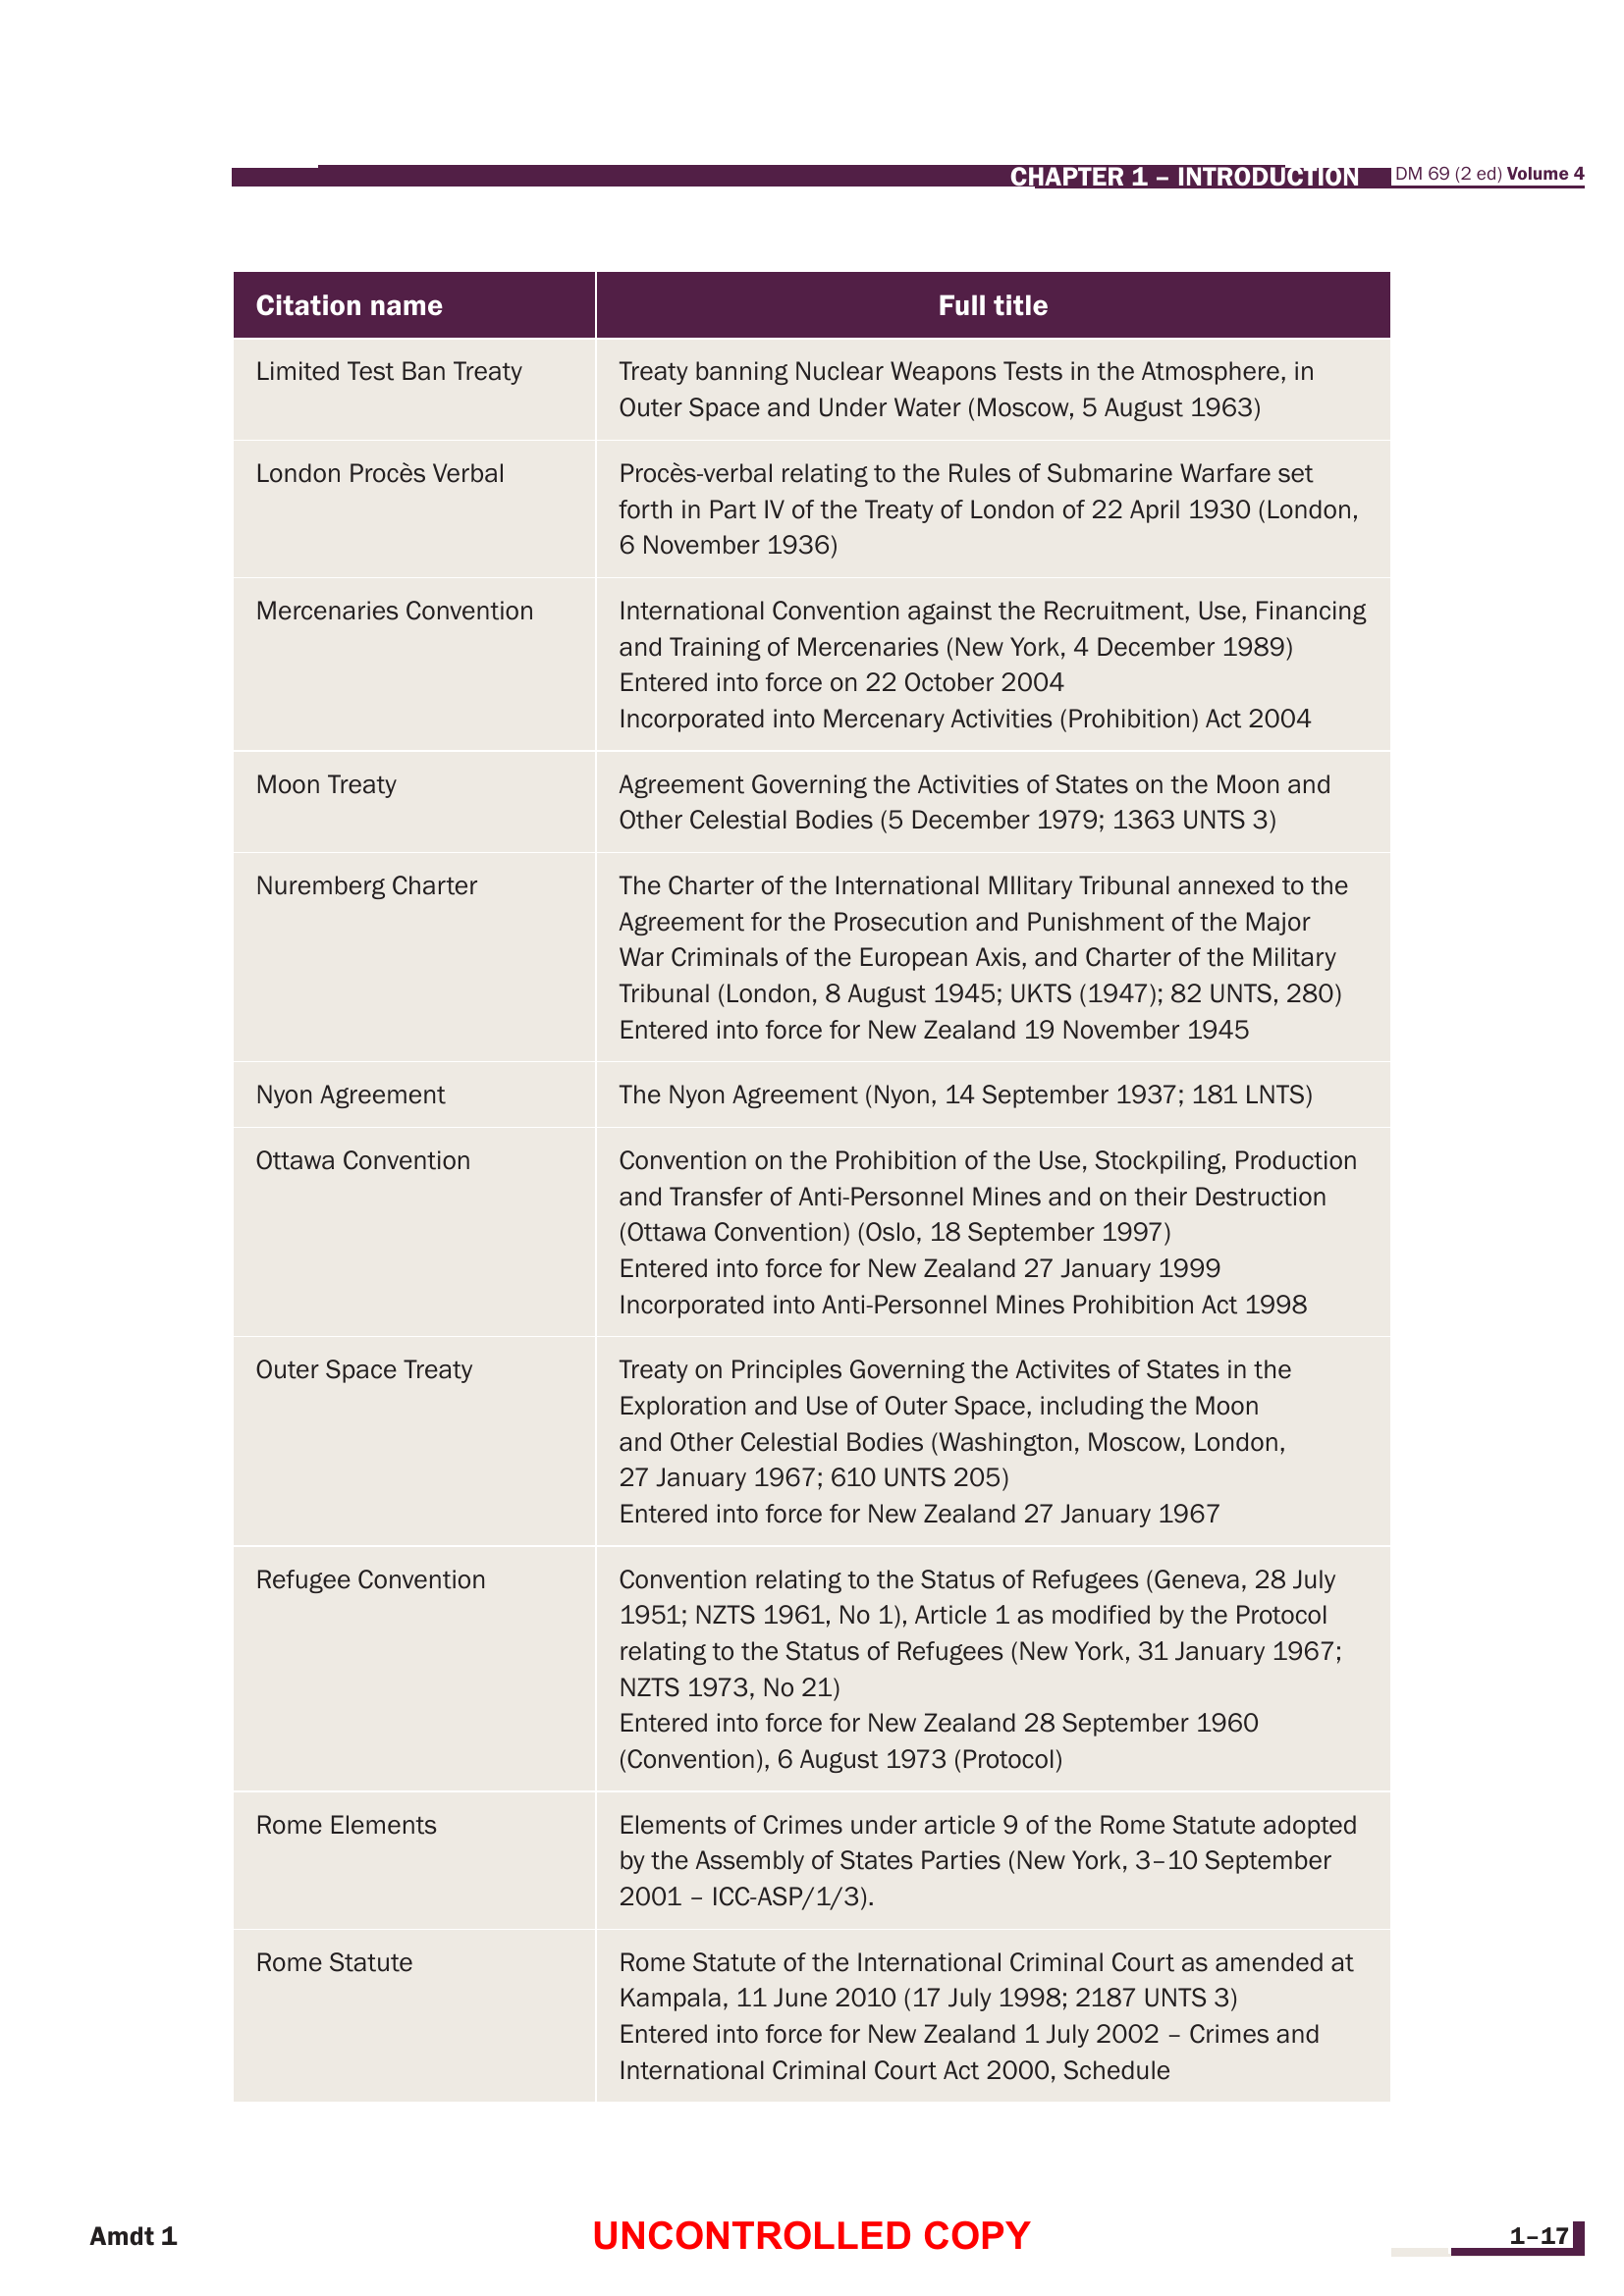 CHAPTER 1 – INTRODUCTION
DM 69 (2 ed) Volume 4
Citation name
Full title
Limited Test Ban Treaty
Treaty banning Nuclear Weapons Tests in the Atmosphere, in
Outer Space and Under Water (Moscow, 5 August 1963)
London Procès Verbal
Procès-verbal relating to the Rules of Submarine Warfare set
forth in Part IV of the Treaty of London of 22 April 1930 (London,
6 November 1936)
Mercenaries Convention
International Convention against the Recruitment, Use, Financing
and Training of Mercenaries (New York, 4 December 1989)
Entered into force on 22 October 2004
Incorporated into Mercenary Activities (Prohibition) Act 2004
Moon Treaty
Agreement Governing the Activities of States on the Moon and
Other Celestial Bodies (5 December 1979; 1363 UNTS 3)
Nuremberg Charter
The Charter of the International MIlitary Tribunal annexed to the
Agreement for the Prosecution and Punishment of the Major
War Criminals of the European Axis, and Charter of the Military
Tribunal (London, 8 August 1945; UKTS (1947); 82 UNTS, 280)
Entered into force for New Zealand 19 November 1945
Nyon Agreement
The Nyon Agreement (Nyon, 14 September 1937; 181 LNTS)
Ottawa Convention
Convention on the Prohibition of the Use, Stockpiling, Production
and Transfer of Anti-Personnel Mines and on their Destruction
(Ottawa Convention) (Oslo, 18 September 1997)
Entered into force for New Zealand 27 January 1999
Incorporated into Anti-Personnel Mines Prohibition Act 1998
Outer Space Treaty
Treaty on Principles Governing the Activites of States in the
Exploration and Use of Outer Space, including the Moon
and Other Celestial Bodies (Washington, Moscow, London,
27 January 1967; 610 UNTS 205)
Entered into force for New Zealand 27 January 1967
Refugee Convention
Convention relating to the Status of Refugees (Geneva, 28 July
1951; NZTS 1961, No 1), Article 1 as modified by the Protocol
relating to the Status of Refugees (New York, 31 January 1967;
NZTS 1973, No 21)
Entered into force for New Zealand 28 September 1960
(Convention), 6 August 1973 (Protocol)
Rome Elements
Elements of Crimes under article 9 of the Rome Statute adopted
by the Assembly of States Parties (New York, 3–10 September
2001 – ICC-ASP/1/3).
Rome Statute
Rome Statute of the International Criminal Court as amended at
Kampala, 11 June 2010 (17 July 1998; 2187 UNTS 3)
Entered into force for New Zealand 1 July 2002 – Crimes and
International Criminal Court Act 2000, Schedule
Amdt 1
UNCONTROLLED COPY
1–17